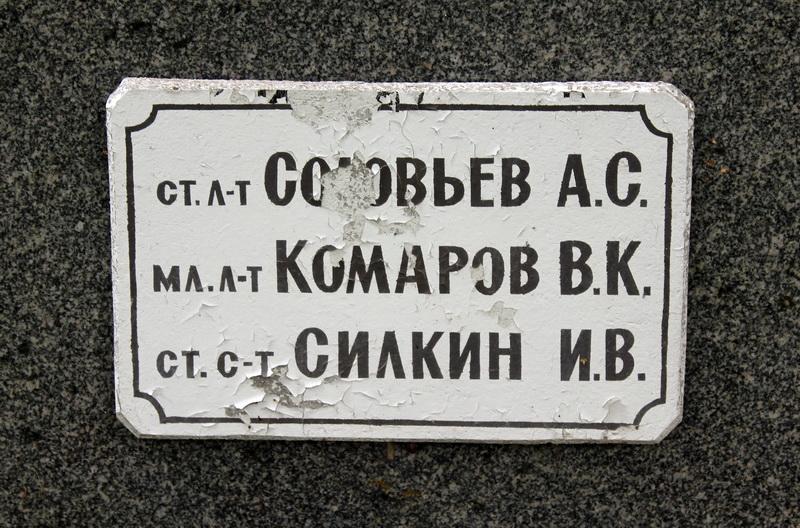 ст. л-т Соловьев А.С.
мл. л-т Комаров В.К.
ст. с-т Силкин И.В.